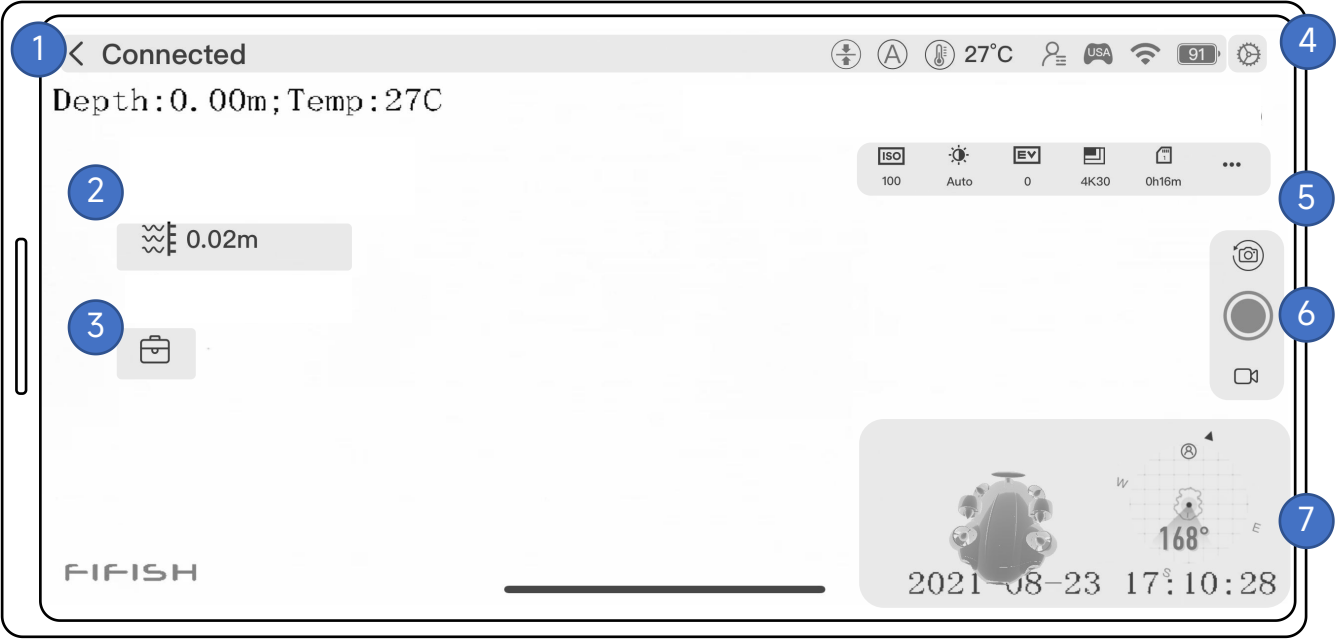 1
Connected
A
27°C
USA
91
4
Depth:0.00m;Temp:27C
ISO
EV
1
100
Auto
0
4K30
0h16m
2
5
0.02m
3
6
W
E
7
168°
S
FIFISH
2021-08-23 17:10:28